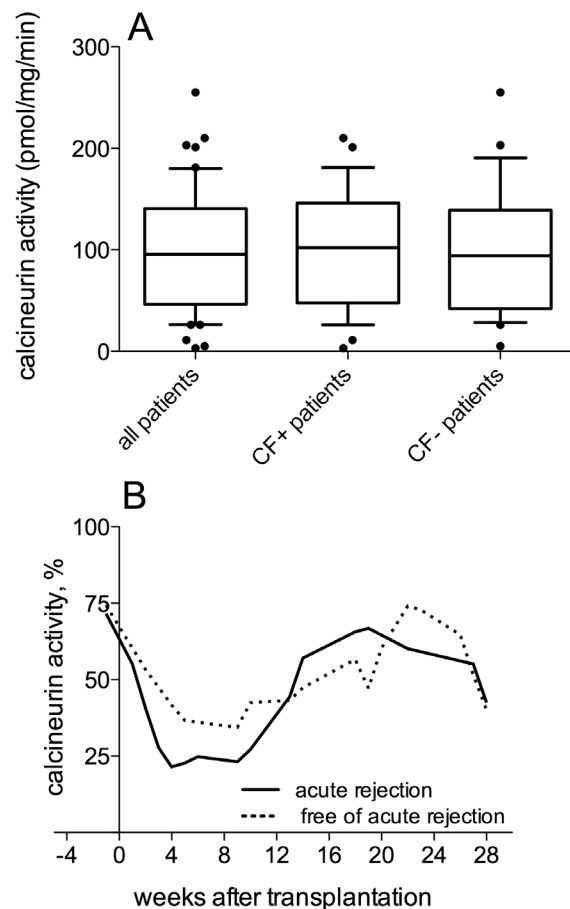 A
calcineurin activity (pmol/mg/min)
300
200
100
0
all patients
CF+ patients
CF- patients
B
calcineurin activity, %
100
75
50
25
acute rejection
free of acute rejection
-4 0 4 8 12 16 20 24 28
weeks after transplantation